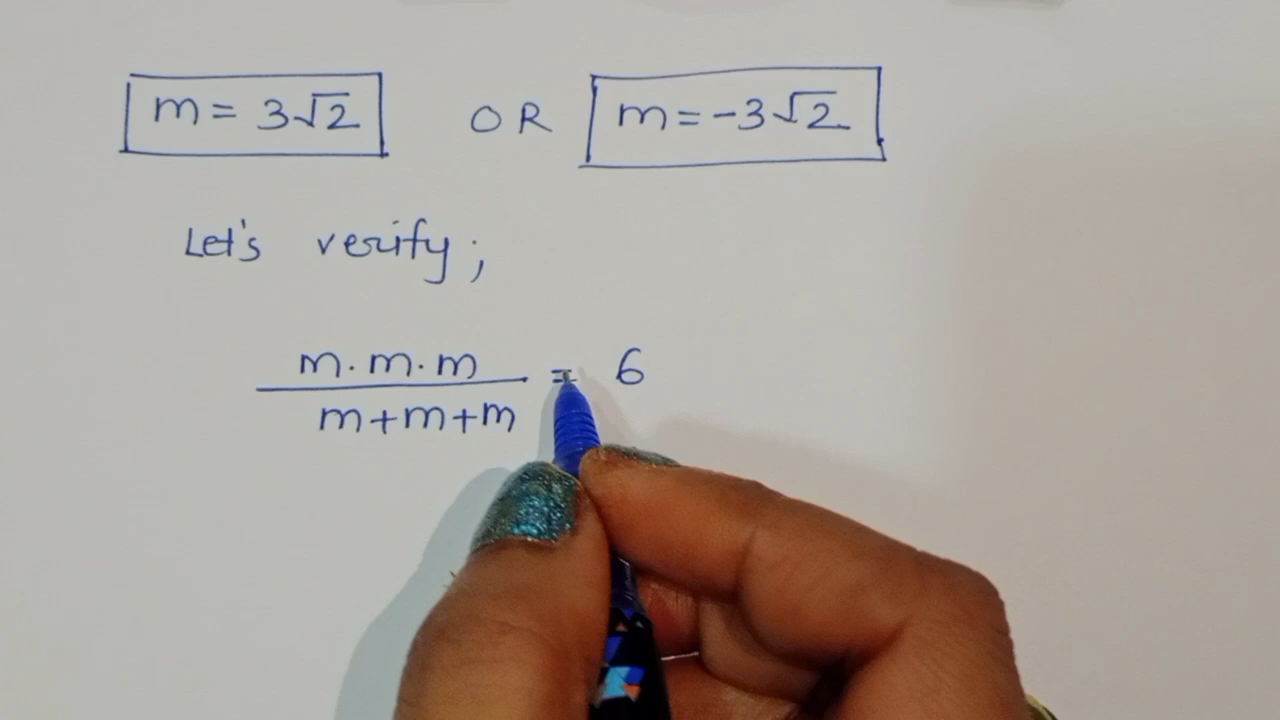 m = 3√2 OR m = -3√2
Let's verify;
m · m · m
m + m + m = 6